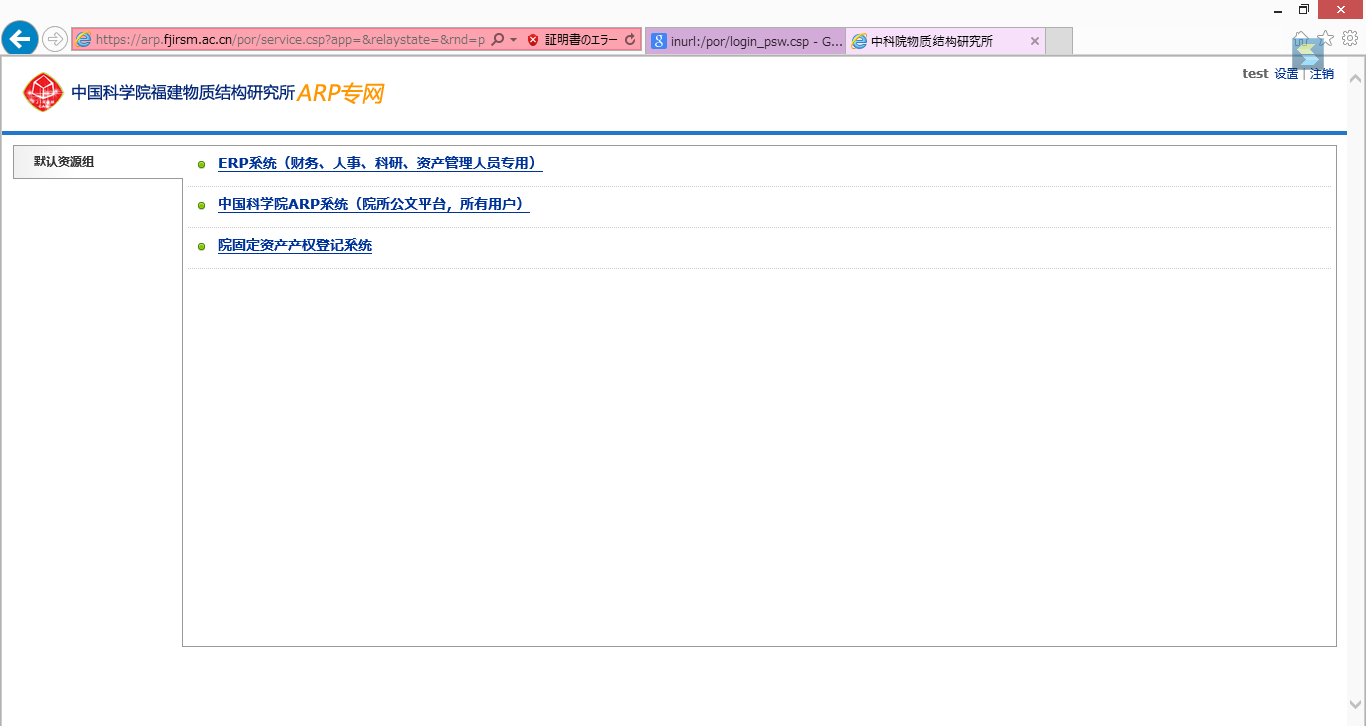 https://arp.fjirsm.ac.cn/por/service.csp?app=&relaystate=&rnd=p
証明書のエラー
inurl:/por/login_psw.csp - G...
中科院物质结构研究所
test 设置 | 注销
中国科学院福建物质结构研究所ARP专网
默认资源组
ERP系统（财务、人事、科研、资产管理人员专用）
中国科学院ARP系统（院所公文平台，所有用户）
院固定资产产权登记系统